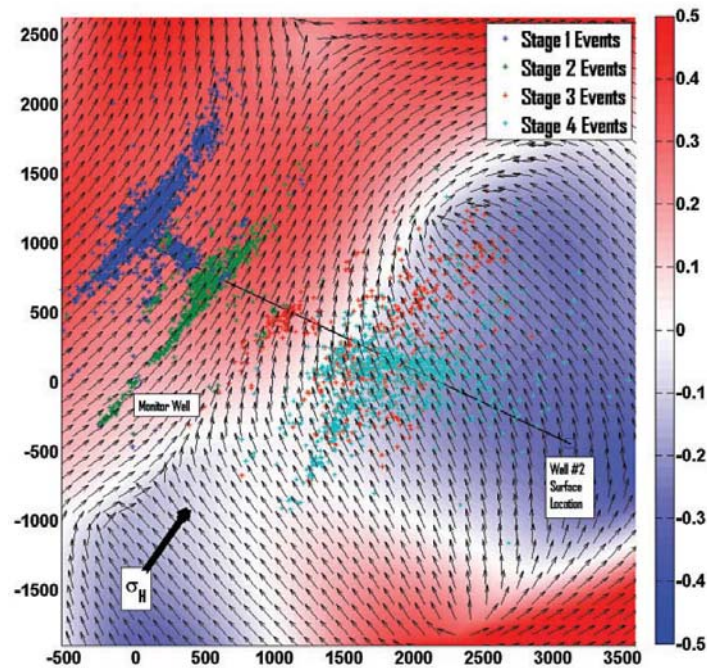 2500
2000
1500
1000
500
0
-500
-1000
-1500
-500 0 500 1000 1500 2000 2500 3000 3500
Stage 1 Events
Stage 2 Events
Stage 3 Events
Stage 4 Events
Monitor Well
Well #2
Surface
Location
σH
0.5
0.4
0.3
0.2
0.1
0
-0.1
-0.2
-0.3
-0.4
-0.5